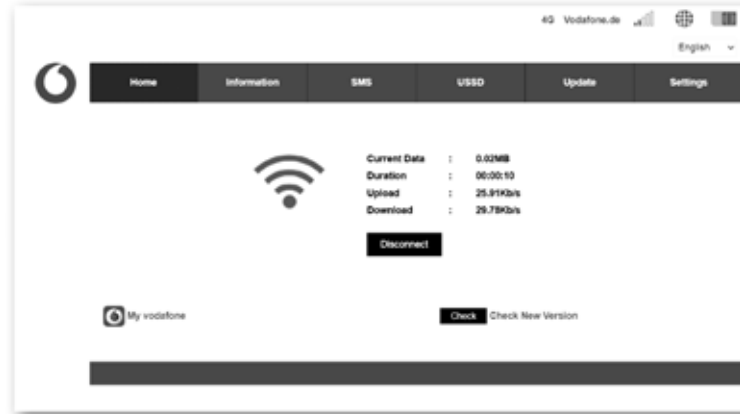 4G Vodafone.de
English
Home Information SMS USSD Update Settings
Current Data : 0.02MB
Duration : 00:00:10
Upload : 25.91Kb/s
Download : 29.78Kb/s
Disconnect
My vodafone
Check Check New Version